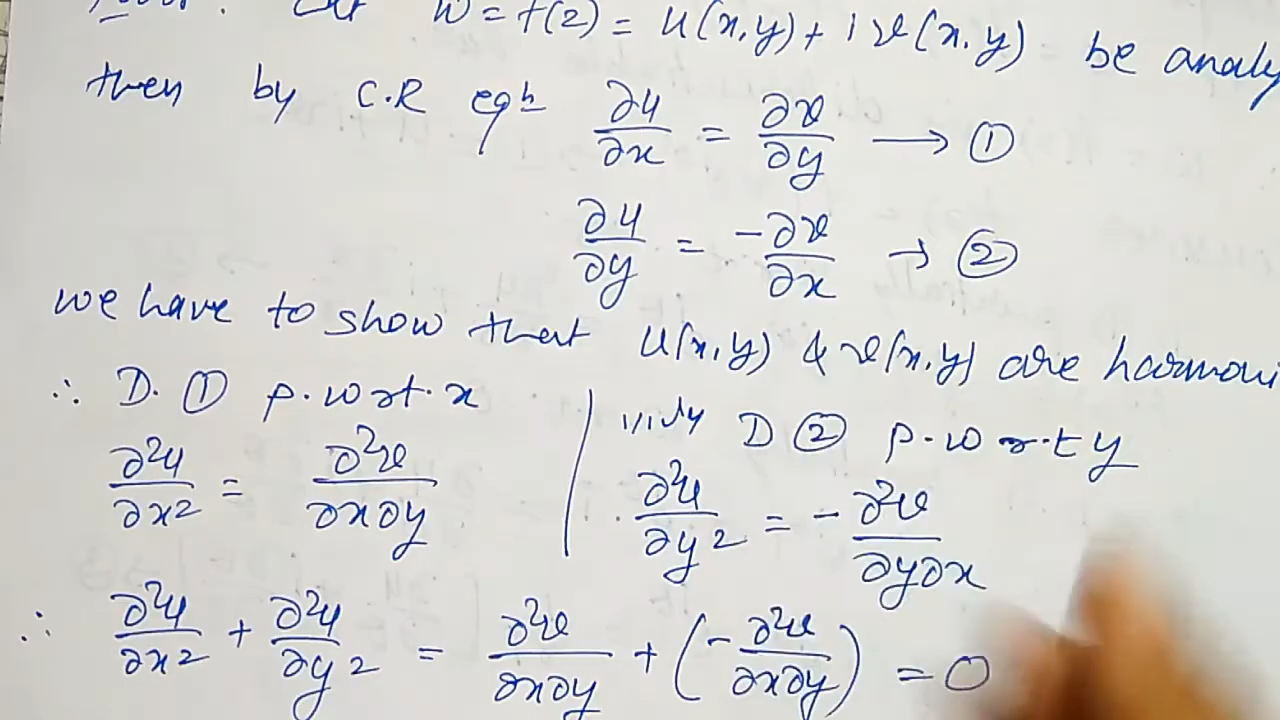 w = f(z) = u(x,y) + i v(x,y) be analy
then by C.R eqn ∂u/∂x = ∂v/∂y → ①
∂u/∂y = -∂v/∂x → ②
we have to show that u(x,y) & v(x,y) are harmoni
∴ D. ① p.w.r.t.x
∂²u/∂x² = ∂²v/∂x∂y
|||ly D ② p.w.r.t y
∂²u/∂y² = - ∂²v/∂y∂x
∴ ∂²u/∂x² + ∂²u/∂y² = ∂²v/∂x∂y + (- ∂²v/∂x∂y) = 0